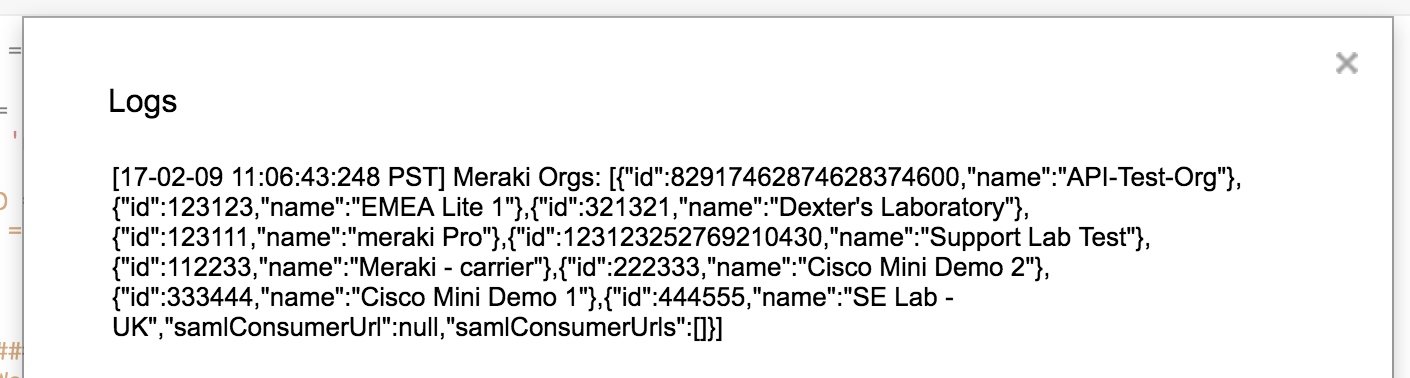 Logs
[17-02-09 11:06:43:248 PST] Meraki Orgs: [{"id":82917462874628374600,"name":"API-Test-Org"},
{"id":123123,"name":"EMEA Lite 1"},{"id":321321,"name":"Dexter's Laboratory"},
{"id":123111,"name":"meraki Pro"},{"id":123123252769210430,"name":"Support Lab Test"},
{"id":112233,"name":"Meraki - carrier"},{"id":222333,"name":"Cisco Mini Demo 2"},
{"id":333444,"name":"Cisco Mini Demo 1"},{"id":444555,"name":"SE Lab -
UK","samlConsumerUrl":null,"samlConsumerUrls":[]}]